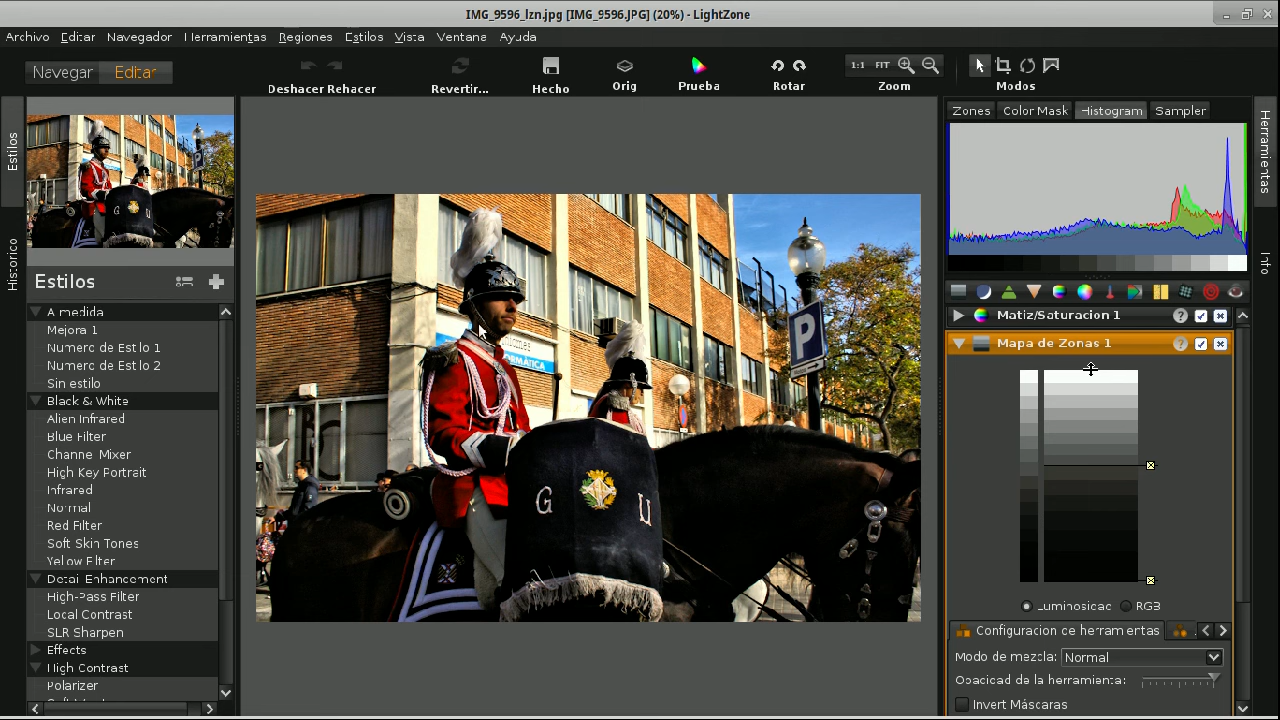 IMG_9596_lzn.jpg [IMG_9596.JPG] (20%) - LightZone
Archivo Editar Navegador Herramientas Regiones Estilos Vista Ventana Ayuda
Navegar Editar
Deshacer Rehacer Revertir... Hecho Orig Prueba Rotar
1:1 FIT
Zoom Modos
Estilos
Historico
Zones Color Mask Histogram Sampler
Herramientas
Info
Estilos
A medida
Mejora 1
Numero de Estilo 1
Numero de Estilo 2
Sin estilo
Black & White
Alien Infrared
Blue Filter
Channel Mixer
High Key Portrait
Infrared
Normal
Red Filter
Soft Skin Tones
Yellow Filter
Detail Enhancement
High-Pass Filter
Local Contrast
SLR Sharpen
Effects
High Contrast
Polarizer
P
G U
Matiz/Saturacion 1
Mapa de Zonas 1
Luminosidad RGB
Configuracion de herramientas
Modo de mezcla: Normal
Opacidad de la herramienta:
Invert Máscaras